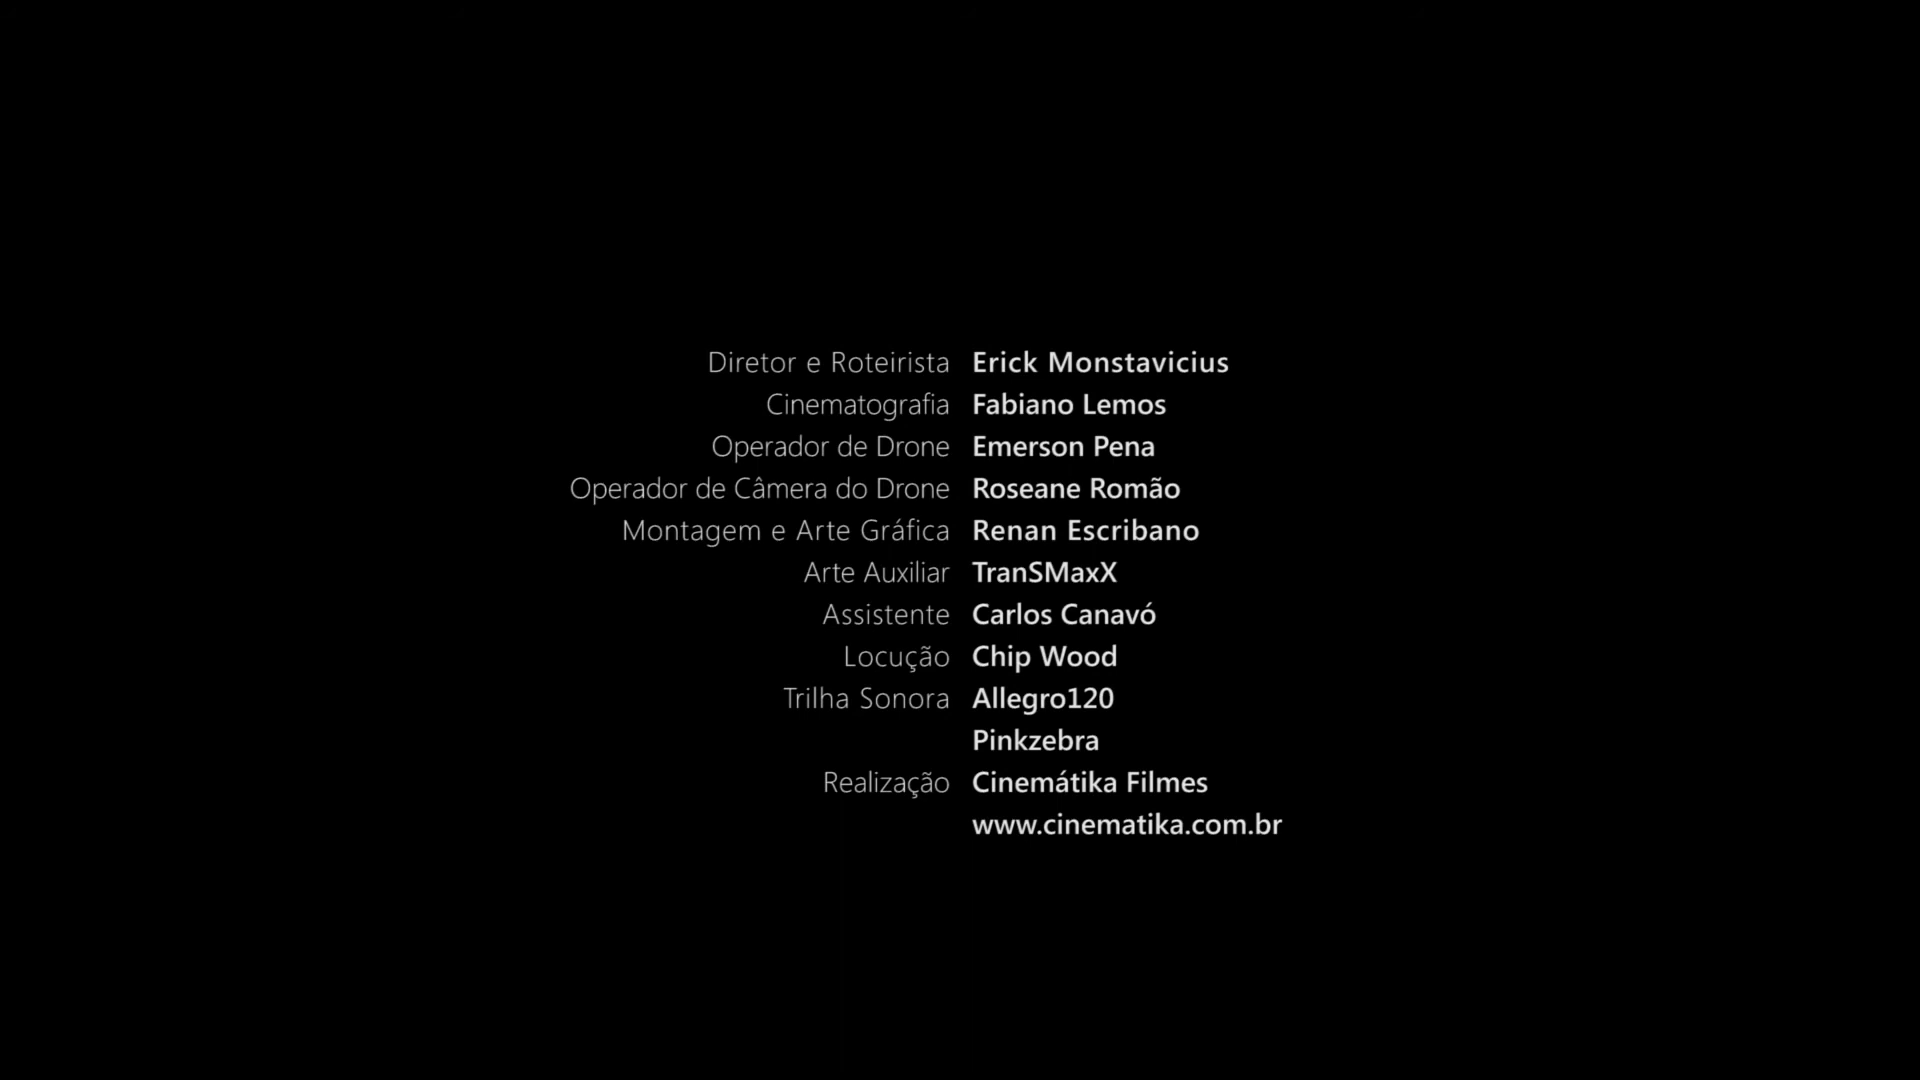 Diretor e Roteirista Erick Monstavicius
Cinematografia Fabiano Lemos
Operador de Drone Emerson Pena
Operador de Câmera do Drone Roseane Romão
Montagem e Arte Gráfica Renan Escribano
Arte Auxiliar TranSMaxX
Assistente Carlos Canavó
Locução Chip Wood
Trilha Sonora Allegro120
Pinkzebra
Realização Cinemátika Filmes
www.cinematika.com.br